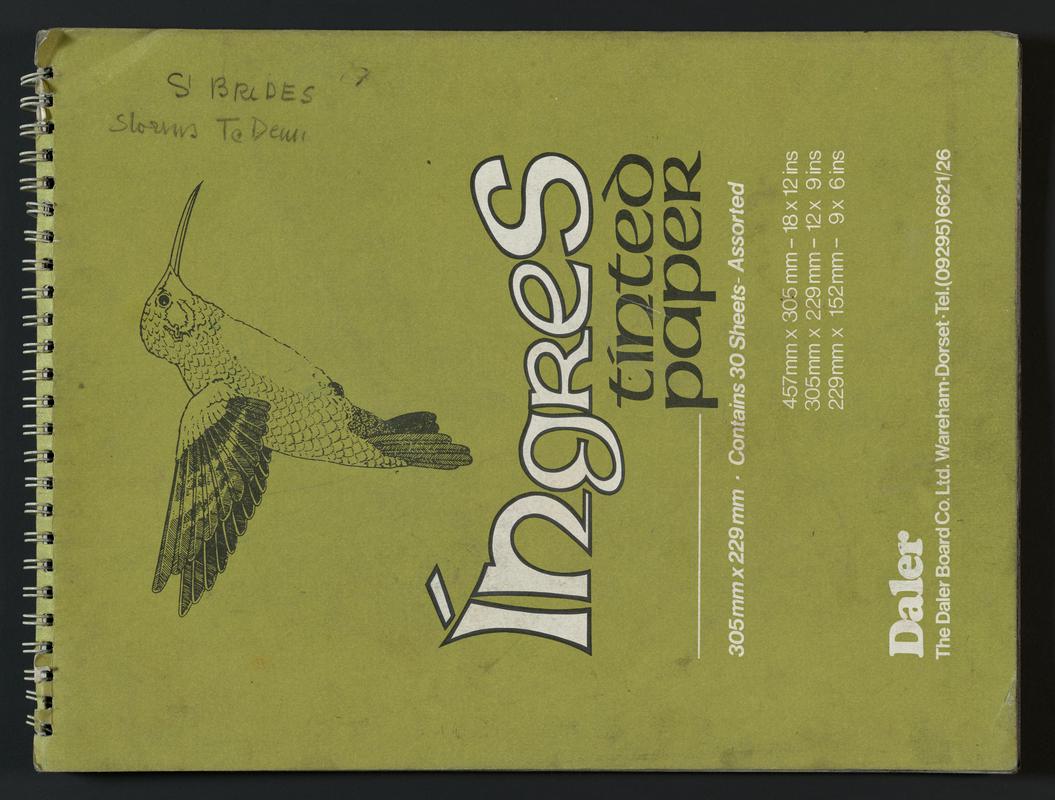 St BRIDES
Storms Te Deum
Ingres
tinted
paper
305mm x 229mm · Contains 30 Sheets - Assorted
457mm x 305mm - 18 x 12 ins
305mm x 229mm - 12 x 9 ins
229mm x 152mm - 9 x 6 ins
Daler
The Daler Board Co. Ltd. Wareham·Dorset·Tel.(09295)6621/26